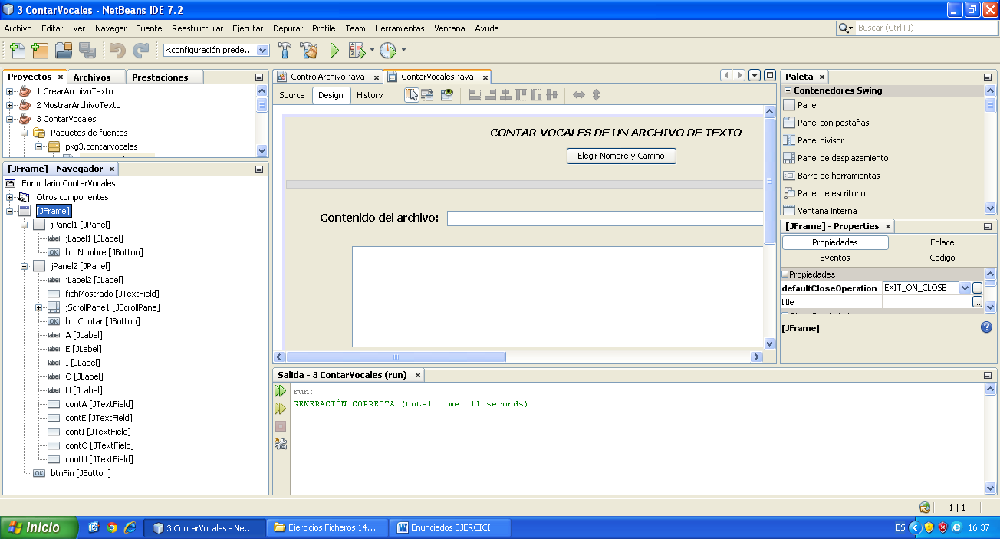 3 ContarVocales - NetBeans IDE 7.2
Archivo Editar Ver Navegar Fuente Reestructurar Ejecutar Depurar Profile Team Herramientas Ventana Ayuda
Buscar (Ctrl+I)
<configuración prede...
Proyectos Archivos Prestaciones
1 CrearArchivoTexto
2 MostrarArchivoTexto
3 ContarVocales
Paquetes de fuentes
pkg3.contarvocales
[JFrame] - Navegador
Formulario ContarVocales
Otros componentes
[JFrame]
jPanel1 [JPanel]
label jLabel1 [JLabel]
OK btnNombre [JButton]
jPanel2 [JPanel]
label jLabel2 [JLabel]
fichMostrado [JTextField]
jScrollPane1 [JScrollPane]
OK btnContar [JButton]
label A [JLabel]
label E [JLabel]
label I [JLabel]
label O [JLabel]
label U [JLabel]
contA [JTextField]
contE [JTextField]
contI [JTextField]
contO [JTextField]
contU [JTextField]
OK btnFin [JButton]
ControlArchivo.java ContarVocales.java
Source Design History
CONTAR VOCALES DE UN ARCHIVO DE TEXTO
Elegir Nombre y Camino
Contenido del archivo:
Salida - 3 ContarVocales (run)
run:
GENERACIÓN CORRECTA (total time: 11 seconds)
Paleta
Contenedores Swing
Panel
Panel con pestañas
Panel divisor
Panel de desplazamiento
Barra de herramientas
Panel de escritorio
Ventana interna
[JFrame] - Properties
Propiedades Enlace
Eventos Codigo
Propiedades
defaultCloseOperation EXIT_ON_CLOSE
title
[JFrame]
1 | 1
Inicio 3 ContarVocales - Ne... Ejercicios Ficheros 14... Enunciados EJERCICI... ES 16:37